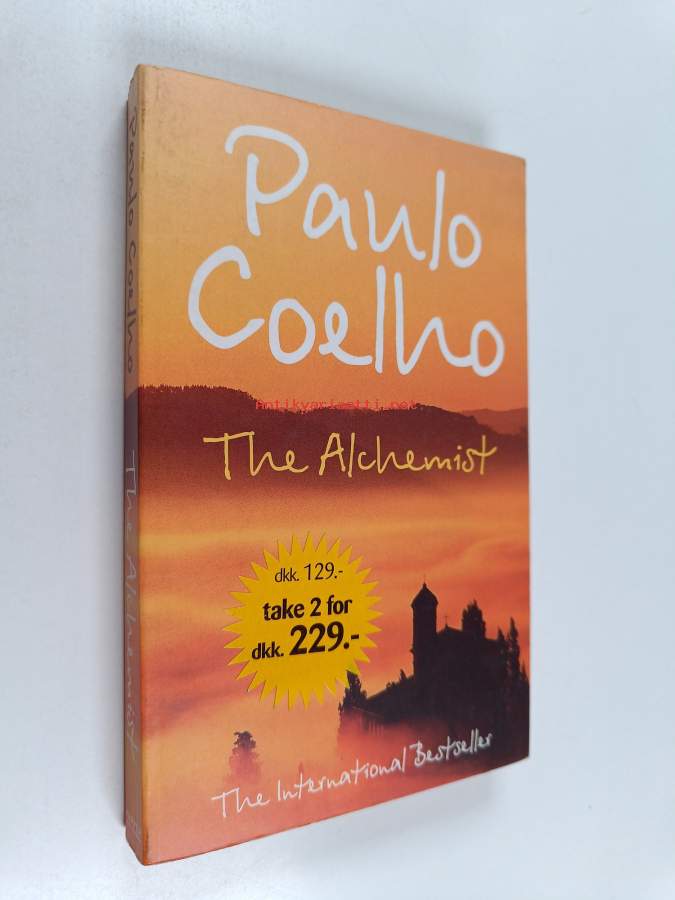 Paulo
Coelho
Antikvariaatti.net
The Alchemist
dkk. 129.-
take 2 for
dkk. 229.-
The International Bestseller
Paulo Coelho
The Alchemist